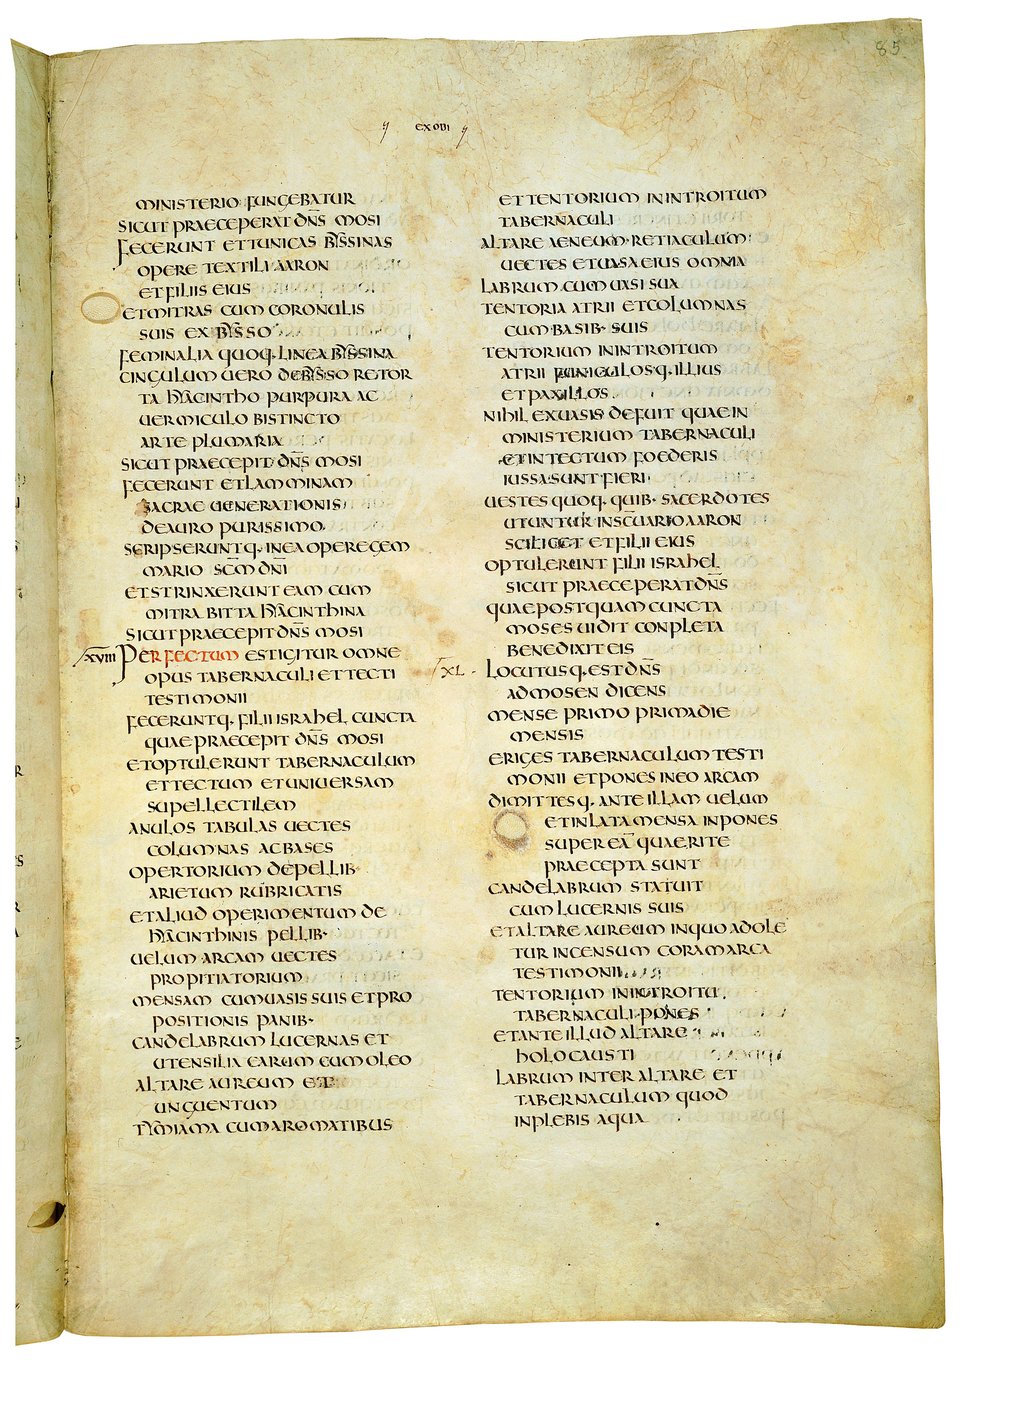 85
EXODI
MINISTERIO FUNGEBATUR
SICUT PRAECEPERAT DN̄S MOSI
FECERUNT ET TUNICAS BYSSINAS
OPERE TEXTILI AARON
ET FILIIS EIUS
ET MITRAS CUM CORONULIS
SUIS EX BYSSO
FEMINALIA QUOQ· LINEA BYSSINA
CINGULUM UERO DE BYSSO RETOR
TA HYACINTHO PURPURA AC
UERMICULO BISTINCTO
ARTE PLUMARIA
SICUT PRAECEPIT DN̄S MOSI
FECERUNT ET LAMMINAM
SACRAE UENERATIONIS
DE AURO PURISSIMO
SCRIPSERUNTQ· IN EA OPERE GEM
MARIO SC̄M DN̄I
ET STRINXERUNT EAM CUM
MITRA BITTA HYACINTHINA
SICUT PRAECEPIT DN̄S MOSI
XVIII PERFECTUM EST IGITUR OMNE
OPUS TABERNACULI ET TECTI
TESTIMONII
FECERUNTQ· FILII ISRAHEL CUNCTA
QUAE PRAECEPIT DN̄S MOSI
ET OPTULERUNT TABERNACULUM
ET TECTUM ET UNIUERSAM
SUPELLECTILEM
ANULOS TABULAS UECTES
COLUMNAS AC BASES
OPERTORIUM DE PELLIB·
ARIETUM RUBRICATIS
ET ALIUD OPERIMENTUM DE
HYACINTHINIS PELLIB·
UELUM ARCAM UECTES
PROPITIATORIUM
MENSAM CUM UASIS SUIS ET PRO
POSITIONIS PANIB·
CANDELABRUM LUCERNAS ET
UTENSILIA EARUM CUM OLEO
ALTARE AUREUM ET
UNGUENTUM
TYMIAMA CUM AROMATIBUS
ET TENTORIUM IN INTROITUM
TABERNACULI
ALTARE AENEUM RETIACULUM
UECTES ET UASA EIUS OMNIA
LABRUM CUM UASI SUA
TENTORIA ATRII ET COLUMNAS
CUM BASIB· SUIS
TENTORIUM IN INTROITUM
ATRII FUNICULOSQ· ILLIUS
ET PAXILLOS
NIHIL EX UASIS DEFUIT QUAE IN
MINISTERIUM TABERNACULI
ET IN TECTUM FOEDERIS
IUSSA SUNT FIERI
UESTES QUOQ· QUIB· SACERDOTES
UTUNTUR IN SC̄UARIO AARON
SCILICET ET FILII EIUS
OPTULERUNT FILII ISRAHEL
SICUT PRAECEPERAT DN̄S
QUAE POSTQUAM CUNCTA
MOSES UIDIT CONPLETA
BENEDIXIT EIS
XL LOCUTUSQ· EST DN̄S
AD MOSEN DICENS
MENSE PRIMO PRIMA DIE
MENSIS
ERIGES TABERNACULUM TESTI
MONII ET PONES IN EO ARCAM
DIMITTESQ· ANTE ILLAM UELUM
ET INLATA MENSA INPONES
SUPER EĀ QUAE RITE
PRAECEPTA SUNT
CANDELABRUM STATUIT
CUM LUCERNIS SUIS
ET ALTARE AUREUM IN QUO ADOLE
TUR INCENSUM CORAM ARCA
TESTIMONII
TENTORIUM IN INTROITU
TABERNACULI PONES
ET ANTE ILLUD ALTARE
HOLOCAUSTI
LABRUM INTER ALTARE ET
TABERNACULUM QUOD
INPLEBIS AQUA